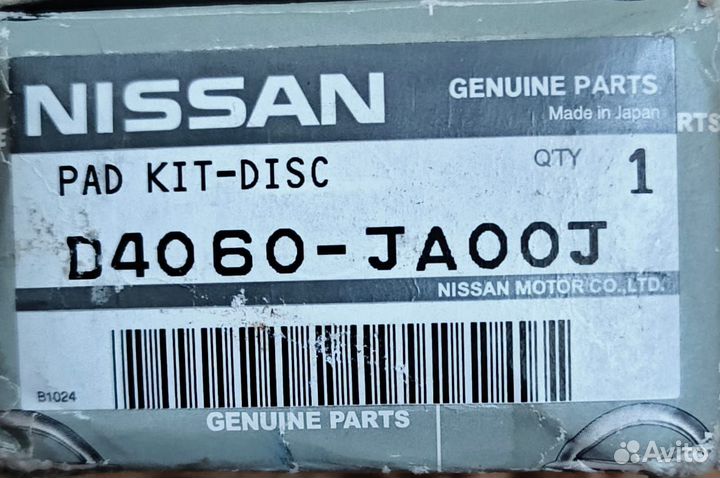 NISSAN
GENUINE PARTS
Made in Japan
RTS
PAD KIT-DISC
QTY 1
D4060-JA00J
NISSAN MOTOR CO., LTD.
B1024
GENUINE PARTS
Avito